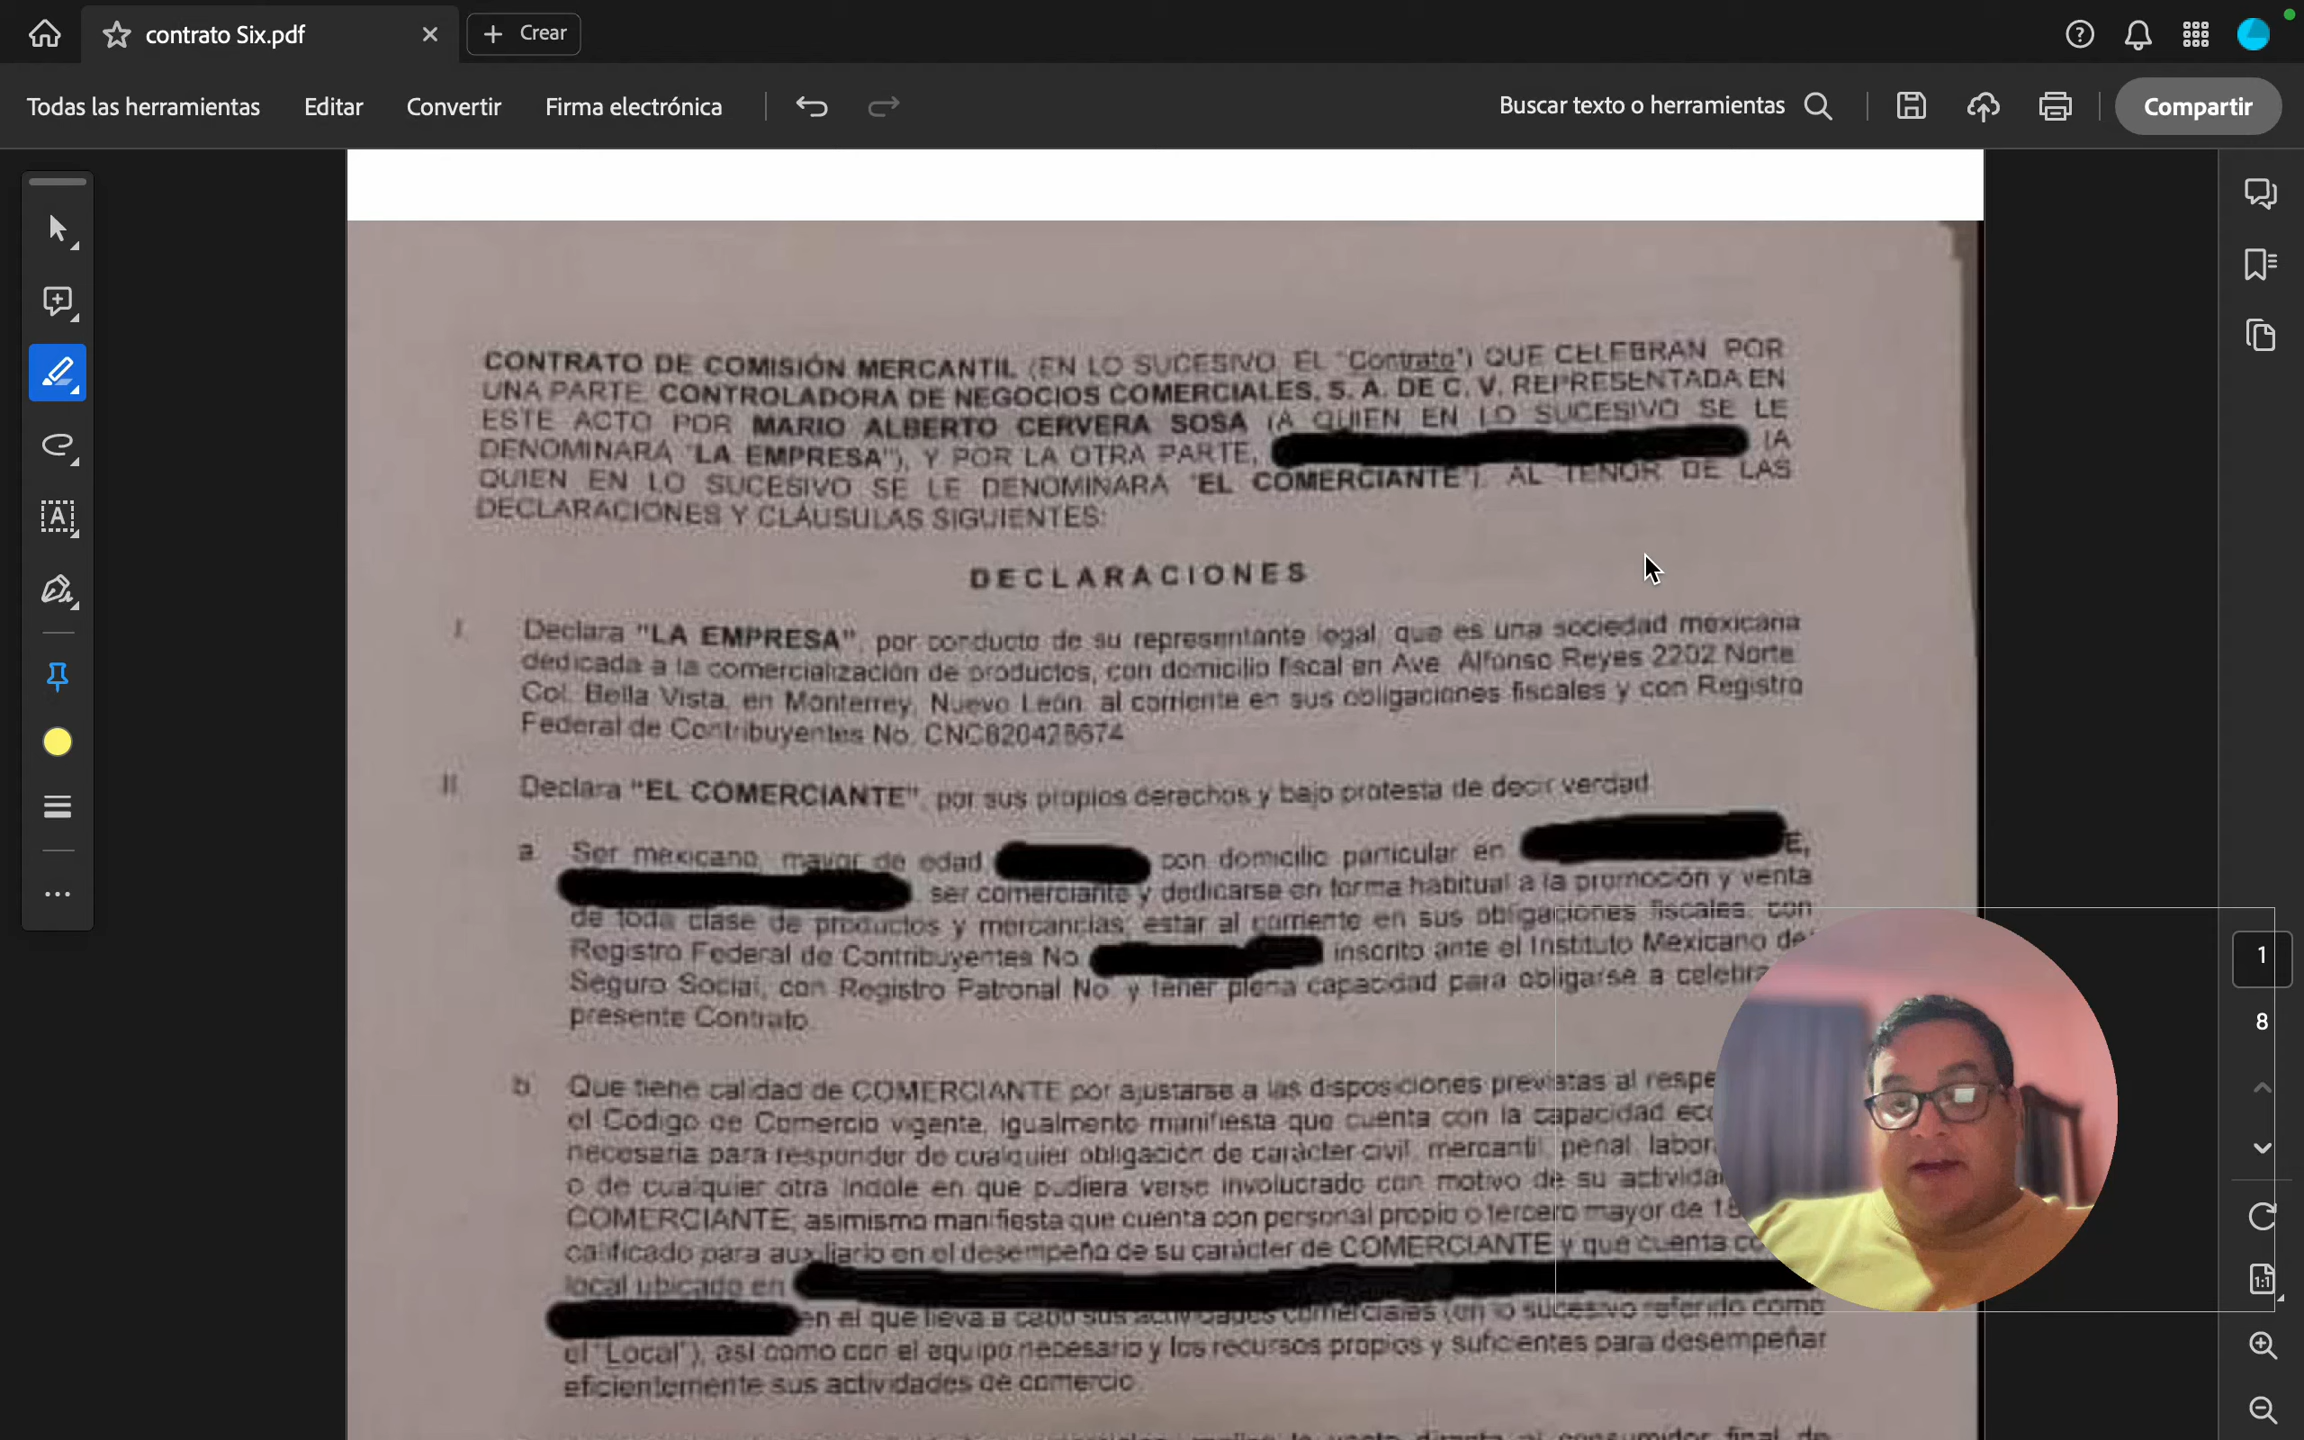 contrato Six.pdf
Crear
Todas las herramientas
Editar
Convertir
Firma electrónica
Buscar texto o herramientas
Compartir
CONTRATO DE COMISIÓN MERCANTIL (EN LO SUCESIVO, EL "Contrato") QUE CELEBRAN POR
UNA PARTE CONTROLADORA DE NEGOCIOS COMERCIALES, S. A. DE C. V. REPRESENTADA EN
ESTE ACTO POR MARIO ALBERTO CERVERA SOSA (A QUIEN EN LO SUCESIVO SE LE
DENOMINARÁ "LA EMPRESA"), Y POR LA OTRA PARTE, (A
QUIEN EN LO SUCESIVO SE LE DENOMINARÁ "EL COMERCIANTE"), AL TENOR DE LAS
DECLARACIONES Y CLÁUSULAS SIGUIENTES:
DECLARACIONES
I. Declara "LA EMPRESA", por conducto de su representante legal, que es una sociedad mexicana
dedicada a la comercialización de productos, con domicilio fiscal en Ave. Alfonso Reyes 2202 Norte
Col. Bella Vista, en Monterrey, Nuevo León, al corriente en sus obligaciones fiscales y con Registro
Federal de Contribuyentes No. CNC820428674
II. Declara "EL COMERCIANTE", por sus propios derechos y bajo protesta de decir verdad
a. Ser mexicano, mayor de edad con domicilio particular en E,
ser comerciante y dedicarse en forma habitual a la promoción y venta
de toda clase de productos y mercancías; estar al corriente en sus obligaciones fiscales, con
Registro Federal de Contribuyentes No. inscrito ante el Instituto Mexicano del
Seguro Social, con Registro Patronal No. y tener plena capacidad para obligarse a celebra
presente Contrato.
b. Que tiene calidad de COMERCIANTE por ajustarse a las disposiciones previstas al respe
el Código de Comercio vigente, igualmente manifiesta que cuenta con la capacidad eco
necesaria para responder de cualquier obligación de carácter civil, mercantil, penal, labor
o de cualquier otra índole en que pudiera verse involucrado con motivo de su activida
COMERCIANTE; asimismo manifiesta que cuenta con personal propio o tercero mayor de 18
calificado para auxiliarlo en el desempeño de su carácter de COMERCIANTE y que cuenta co
local ubicado en
en el que lleva a cabo sus actividades comerciales (en lo sucesivo referido como
el "Local"), así como con el equipo necesario y los recursos propios y suficientes para desempeñar
eficientemente sus actividades de comercio.
1
8